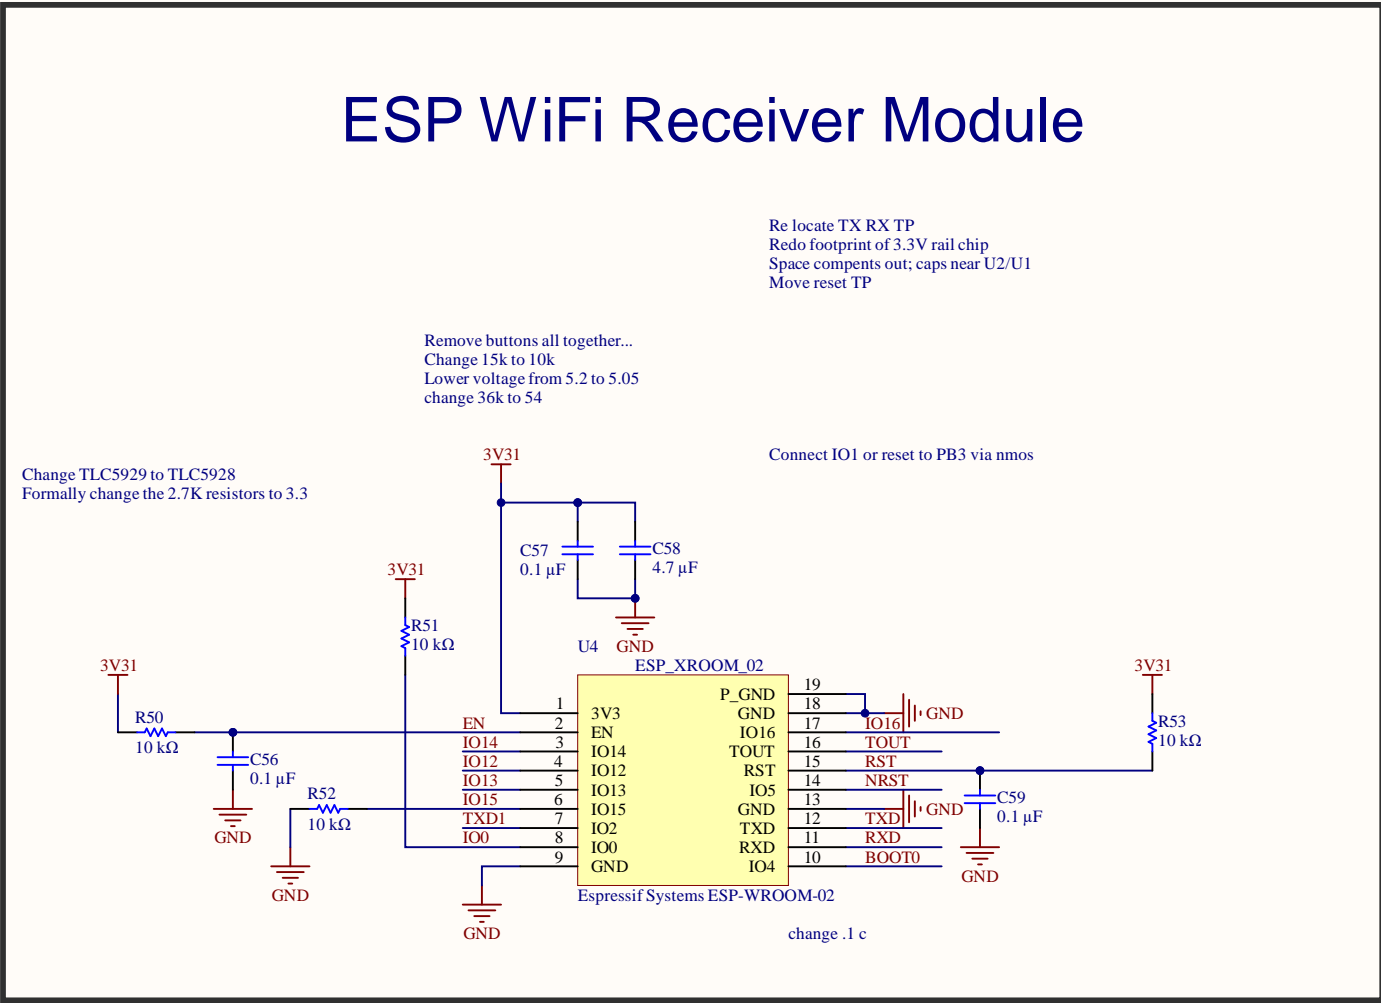 ESP WiFi Receiver Module
Re locate TX RX TP
Redo footprint of 3.3V rail chip
Space compents out; caps near U2/U1
Move reset TP
Remove buttons all together...
Change 15k to 10k
Lower voltage from 5.2 to 5.05
change 36k to 54
Change TLC5929 to TLC5928
Formally change the 2.7K resistors to 3.3
Connect IO1 or reset to PB3 via nmos
3V31
C57
0.1 µF
C58
4.7 µF
GND
3V31
R51
10 kΩ
3V31
R50
10 kΩ
C56
0.1 µF
GND
R52
10 kΩ
GND
U4
ESP_XROOM_02
EN
IO14
IO12
IO13
IO15
TXD1
IO0
1
2
3
4
5
6
7
8
9
3V3
EN
IO14
IO12
IO13
IO15
IO2
IO0
GND
P_GND
GND
IO16
TOUT
RST
IO5
GND
TXD
RXD
IO4
19
18
17
16
15
14
13
12
11
10
GND
IO16
TOUT
RST
NRST
GND
TXD
RXD
BOOT0
GND
Espressif Systems ESP-WROOM-02
3V31
R53
10 kΩ
C59
0.1 µF
GND
change .1 c